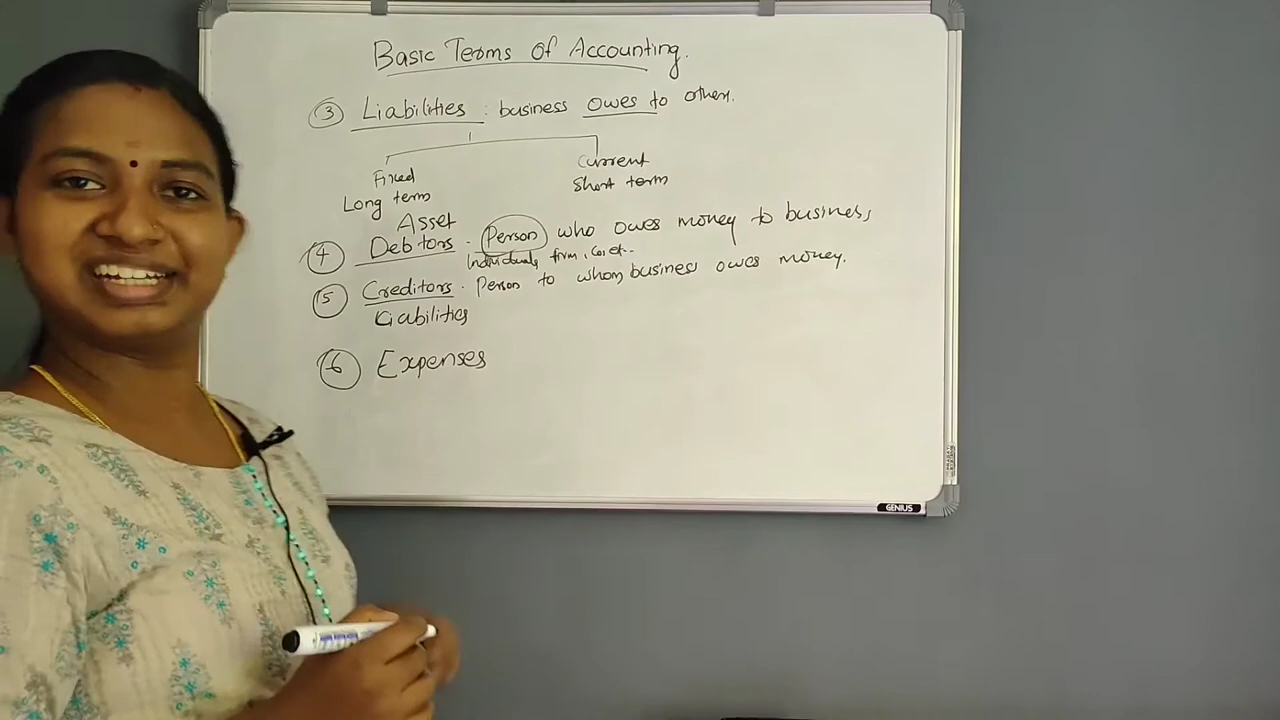 Basic Terms Of Accounting.
③ Liabilities : business owes to others.
Fixed Current
Long term Short term
Asset
④ Debtors . Person who owes money to business,
Individuals firm, Co, et..
⑤ Creditors . Person to whom business owes money.
Liabilities
⑥ Expenses
GENIUS